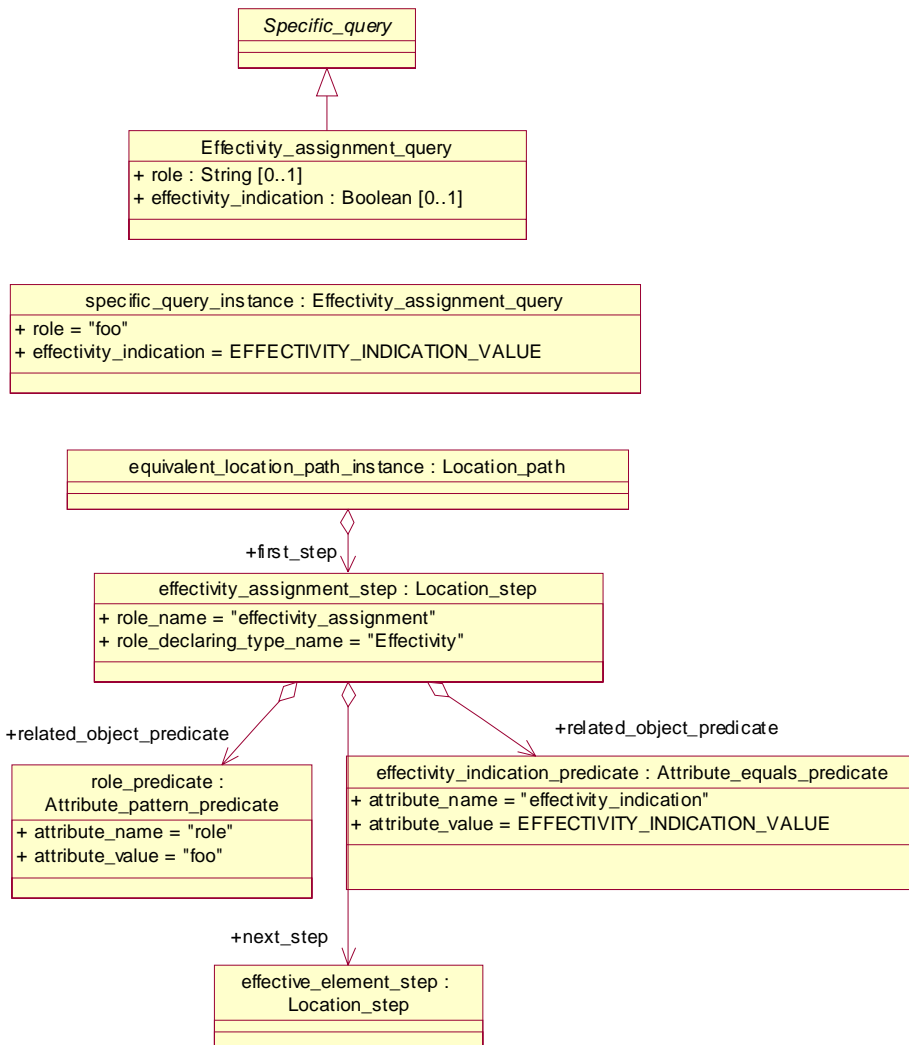 Specific_query
Effectivity_assignment_query
+ role : String [0..1]
+ effectivity_indication : Boolean [0..1]
specific_query_instance : Effectivity_assignment_query
+ role = "foo"
+ effectivity_indication = EFFECTIVITY_INDICATION_VALUE
equivalent_location_path_instance : Location_path
+first_step
effectivity_assignment_step : Location_step
+ role_name = "effectivity_assignment"
+ role_declaring_type_name = "Effectivity"
+related_object_predicate
+related_object_predicate
role_predicate :
Attribute_pattern_predicate
+ attribute_name = "role"
+ attribute_value = "foo"
effectivity_indication_predicate : Attribute_equals_predicate
+ attribute_name = "effectivity_indication"
+ attribute_value = EFFECTIVITY_INDICATION_VALUE
+next_step
effective_element_step :
Location_step